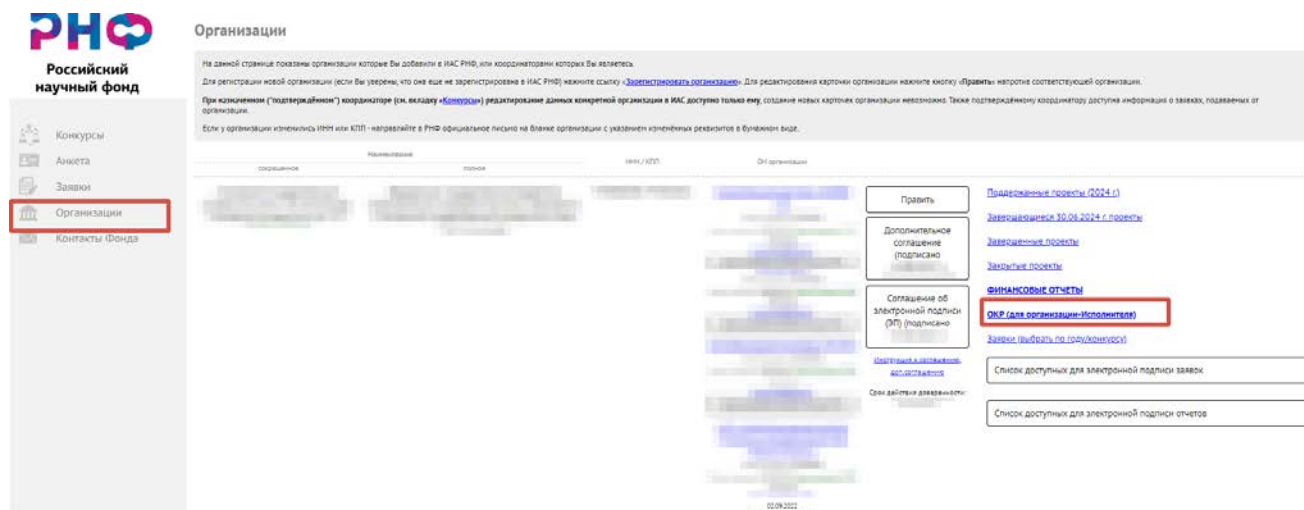 РНФ
Российский
научный фонд
Конкурсы
Анкета
Заявки
Организации
Контакты Фонда
Организации
На данной странице показаны организации которые Вы добавили в ИАС РНФ, или координаторами которых Вы являетесь.
Для регистрации новой организации (если Вы уверены, что она еще не зарегистрирована в ИАС РНФ) нажмите ссылку «Зарегистрировать организацию». Для редактирования карточки организации нажмите кнопку «Править» напротив соответствующей организации.
При назначенном ("подтверждённом") координаторе (см. вкладку «Конкурсы») редактирование данных конкретной организации в ИАС доступно только ему, создание новых карточек организации невозможно. Также подтверждённому координатору доступна информация о заявках, подаваемых от
организации.
Если у организации изменились ИНН или КПП - направляйте в РНФ официальное письмо на бланке организации с указанием изменённых реквизитов в бумажном виде.
Наименование
сокращенное
полное
ИНН / КПП
ОИ организации
Править
Дополнительное
соглашение
(подписано
Соглашение об
электронной подписи
(ЭП) (подписано
Инструкция к соглашению,
доп.соглашению
Срок действия доверенности:
Поддержанные проекты (2024 г.)
Завершающиеся 30.06.2024 г. проекты
Завершенные проекты
Закрытые проекты
ФИНАНСОВЫЕ ОТЧЕТЫ
ОКР (для организации-Исполнителя)
Заявки (выбрать по году/конкурсу)
Список доступных для электронной подписи заявок
Список доступных для электронной подписи отчетов
02.09.2022